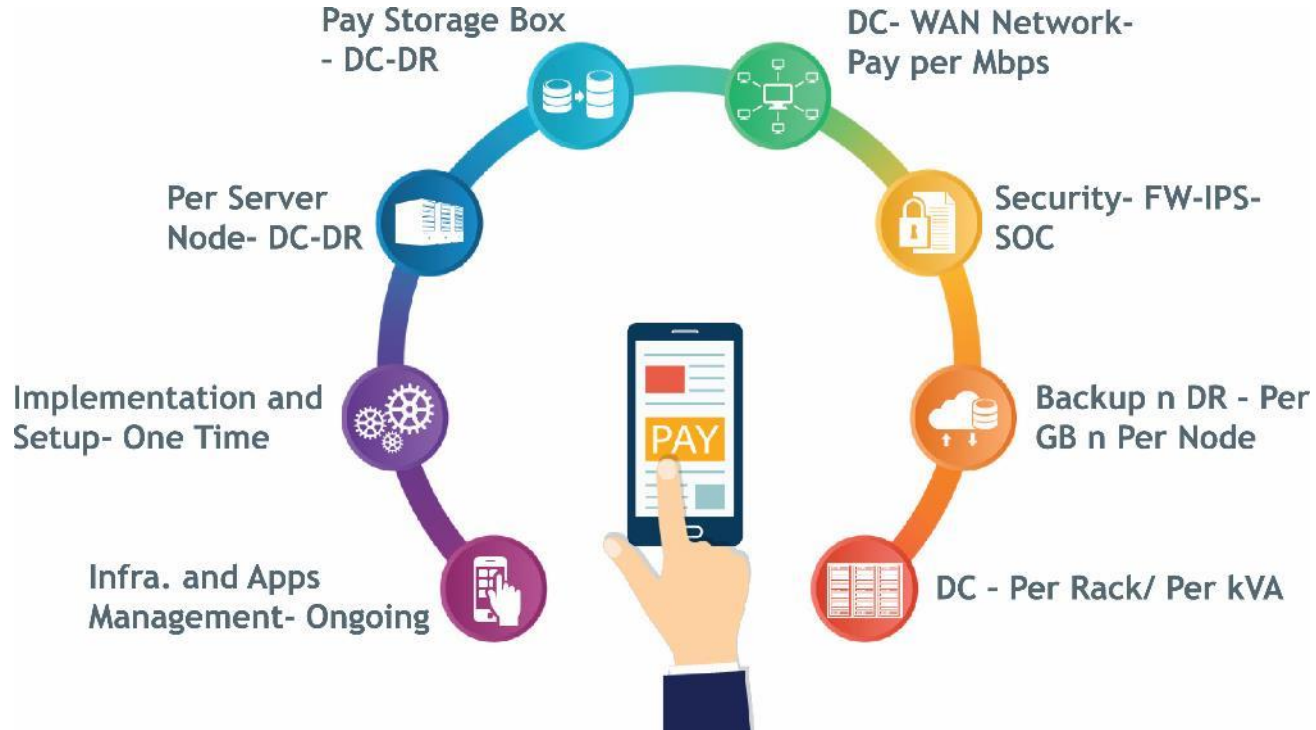 Pay Storage Box
- DC-DR
DC- WAN Network-
Pay per Mbps
Per Server
Node- DC-DR
Security- FW-IPS-
SOC
Implementation and
Setup- One Time
PAY
Backup n DR - Per
GB n Per Node
Infra. and Apps
Management- Ongoing
DC - Per Rack/ Per kVA